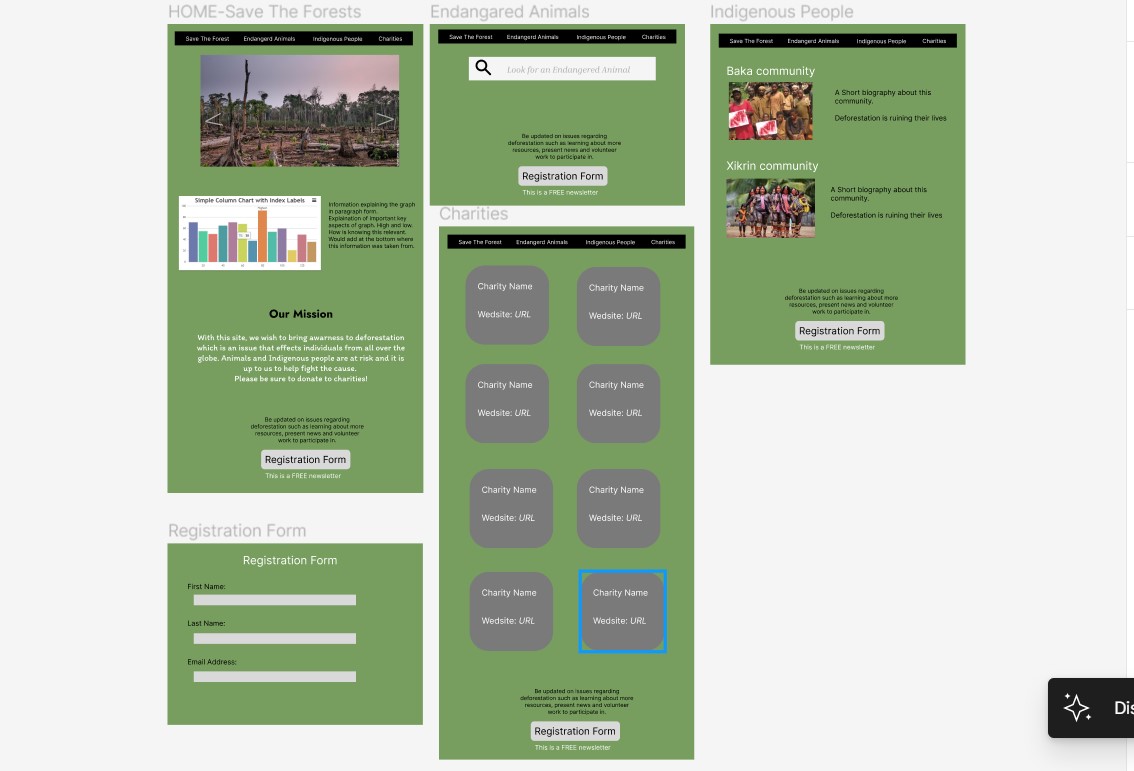 HOME-Save The Forests
Save The Forest Endangerd Animals Indigenous People Charities
Simple Column Chart with Index Labels
Highest
Information explaining the graph
in paragraph form.
Explaination of important key
aspects of graph. High and low.
How is knowing this relevant.
Would add at the bottom where
this information was taken from.
Our Mission
With this site, we wish to bring awarness to deforestation
which is an issue that effects individuals from all over the
globe. Animals and Indigenous people are at risk and it is
up to us to help fight the cause.
Please be sure to donate to charities!
Be updated on issues regarding
deforestation such as learning about more
resources, present news and volunteer
work to participate in.
Registration Form
This is a FREE newsletter
Registration Form
Registration Form
First Name:
Last Name:
Email Address:
Endangared Animals
Save The Forest Endangerd Animals Indigenous People Charities
Look for an Endangered Animal
Be updated on issues regarding
deforestation such as learning about more
resources, present news and volunteer
work to participate in.
Registration Form
This is a FREE newsletter
Charities
Save The Forest Endangerd Animals Indigenous People Charities
Charity Name
Wedsite: URL
Charity Name
Wedsite: URL
Charity Name
Wedsite: URL
Charity Name
Wedsite: URL
Charity Name
Wedsite: URL
Charity Name
Wedsite: URL
Charity Name
Wedsite: URL
Charity Name
Wedsite: URL
Be updated on issues regarding
deforestation such as learning about more
resources, present news and volunteer
work to participate in.
Registration Form
This is a FREE newsletter
Indigenous People
Save The Forest Endangerd Animals Indigenous People Charities
Baka community
A Short biography about this
community.
Deforestation is ruining their lives
Xikrin community
A Short biography about this
community.
Deforestation is ruining their lives
Be updated on issues regarding
deforestation such as learning about more
resources, present news and volunteer
work to participate in.
Registration Form
This is a FREE newsletter
Dis